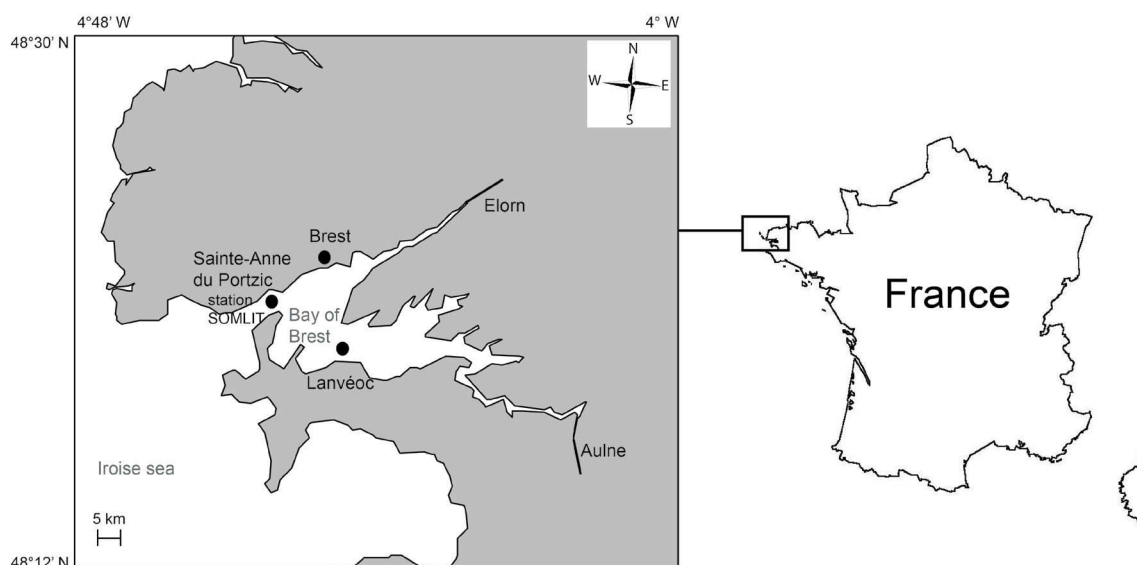 4°48’ W
4° W
48°30’ N
N
W
E
S
Elorn
Brest
Sainte-Anne
du Portzic
station
SOMLIT
Bay of
Brest
Lanvéoc
France
Aulne
Iroise sea
5 km
48°12’ N